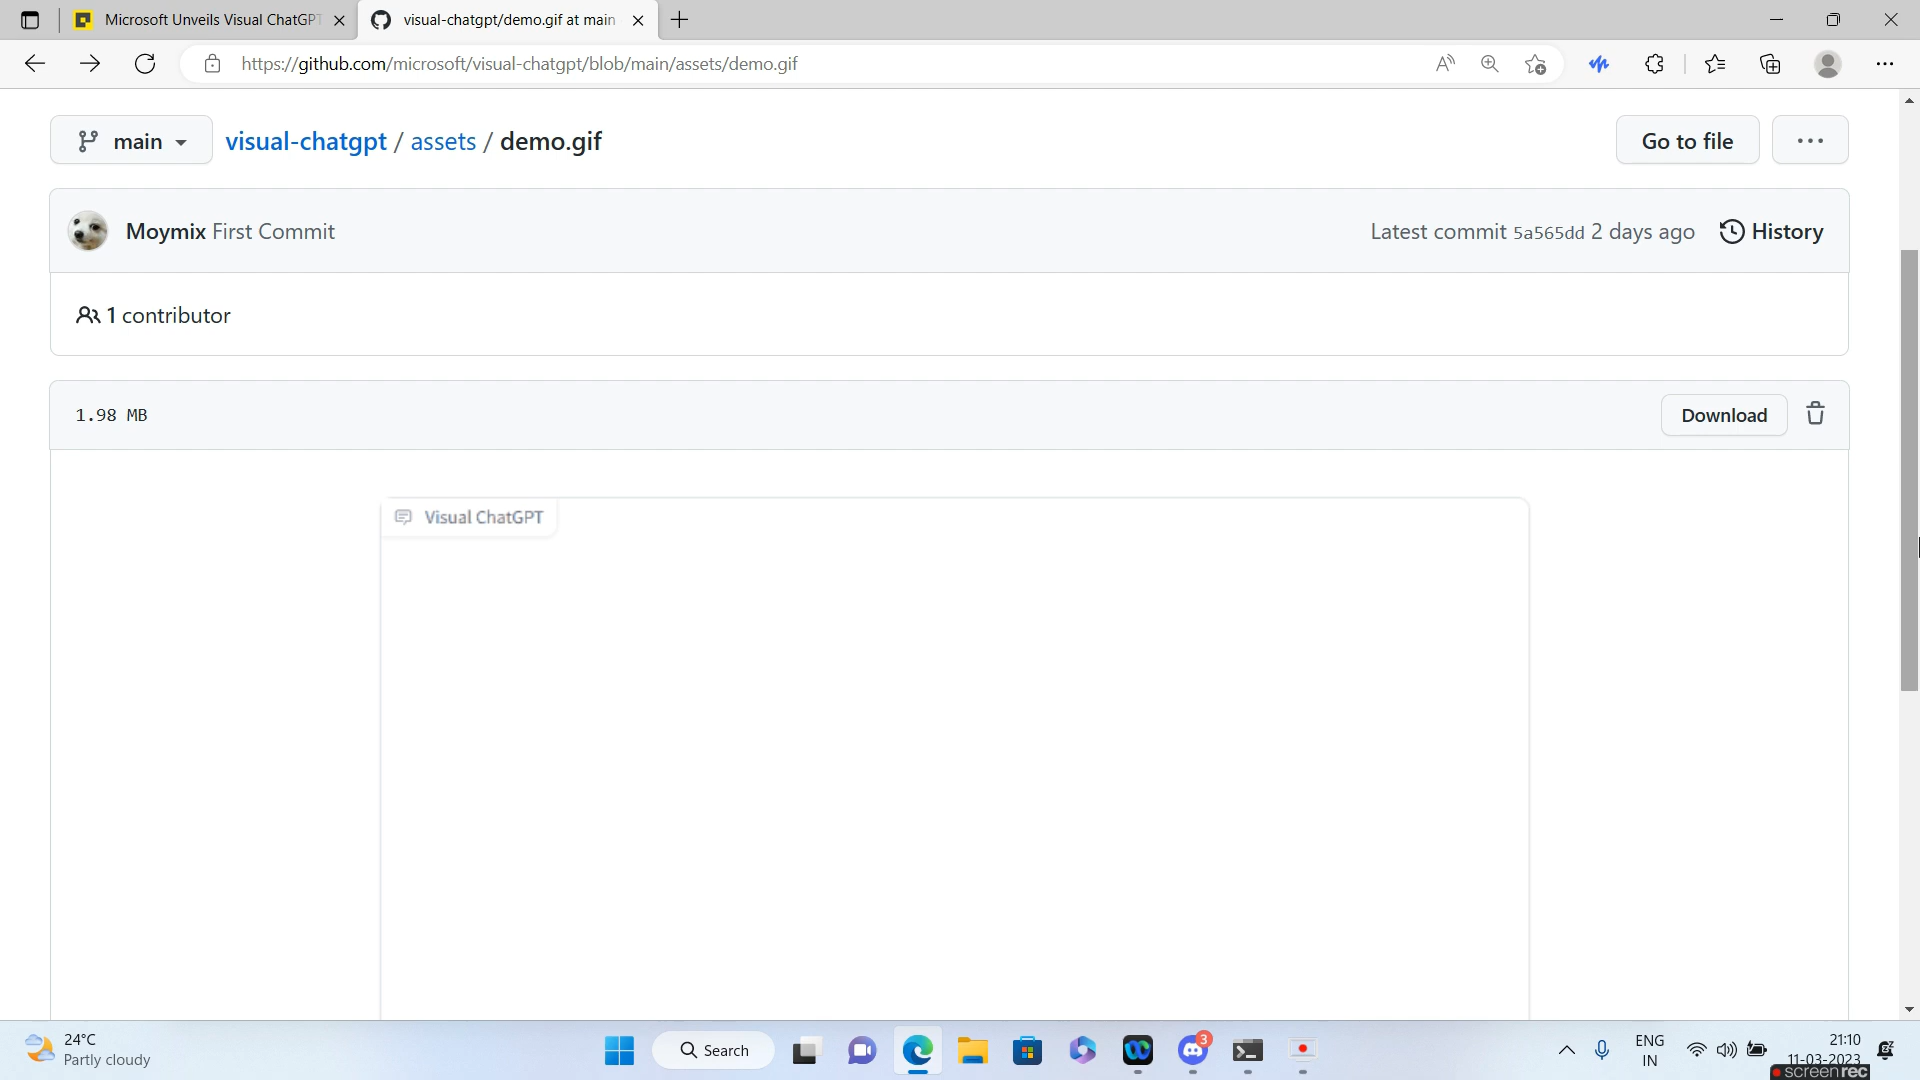 Microsoft Unveils Visual ChatGPT
visual-chatgpt/demo.gif at main
https://github.com/microsoft/visual-chatgpt/blob/main/assets/demo.gif
main
visual-chatgpt / assets / demo.gif
Go to file
Moymix First Commit
Latest commit 5a565dd 2 days ago
History
1 contributor
1.98 MB
Download
Visual ChatGPT
24°C
Partly cloudy
Search
3
ENG
IN
21:10
11-03-2023
screenrec